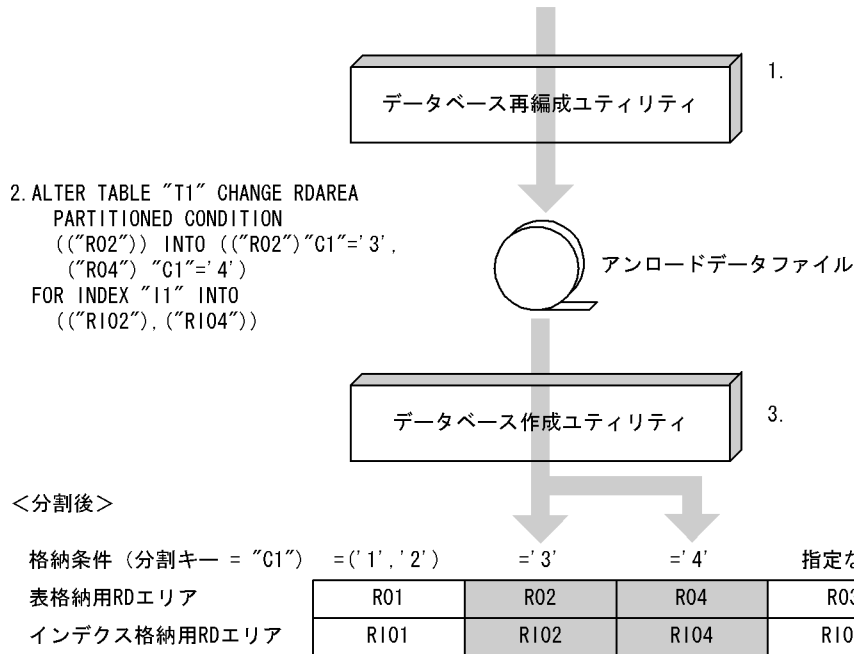 1.
データベース再編成ユティリティ
2.ALTER TABLE "T1" CHANGE RDAREA
PARTITIONED CONDITION
(("R02")) INTO (("R02")"C1"='3',
("R04") "C1"='4')
FOR INDEX "I1" INTO
(("RI02"),("RI04"))
アンロードデータファイル
データベース作成ユティリティ
3.
＜分割後＞
格納条件（分割キー = "C1"） =('1','2') ='3' ='4' 指定な
表格納用RDエリア R01 R02 R04 R03
インデクス格納用RDエリア RI01 RI02 RI04 RI0